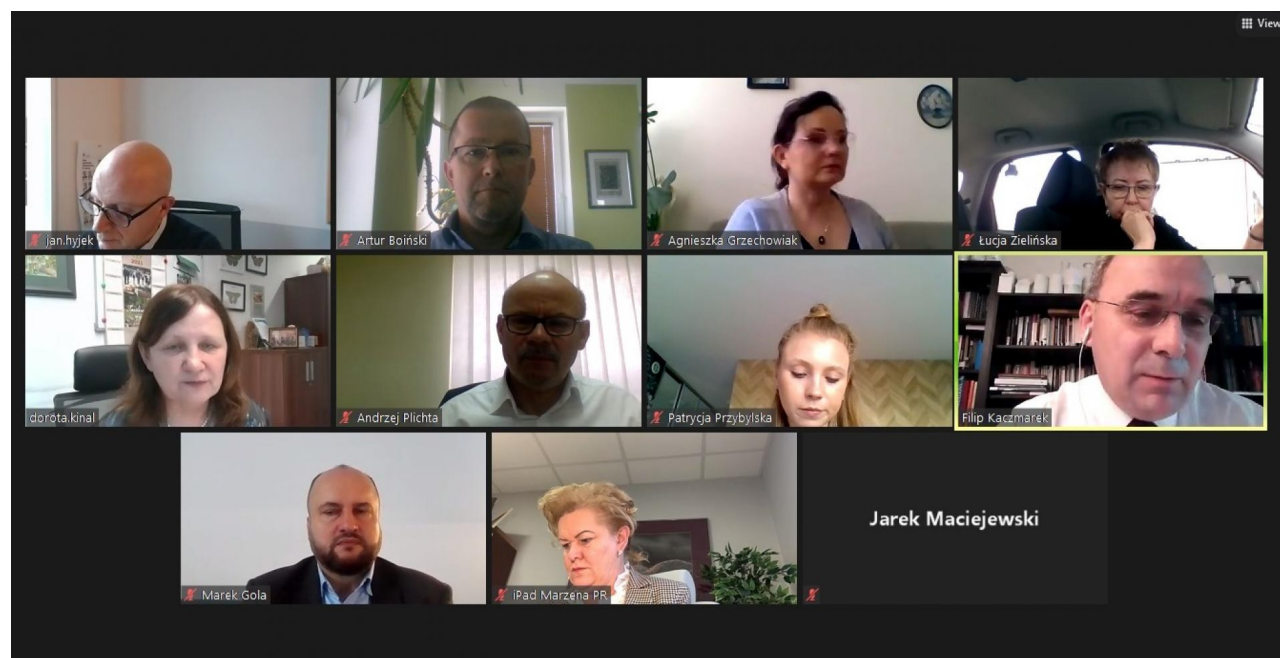 View
jan.hyjek
Artur Boiński
Agnieszka Grzechowiak
Łucja Zielińska
dorota.kinal
Andrzej Plichta
Patrycja Przybylska
Filip Kaczmarek
Marek Gola
iPad Marzena PR
Jarek Maciejewski